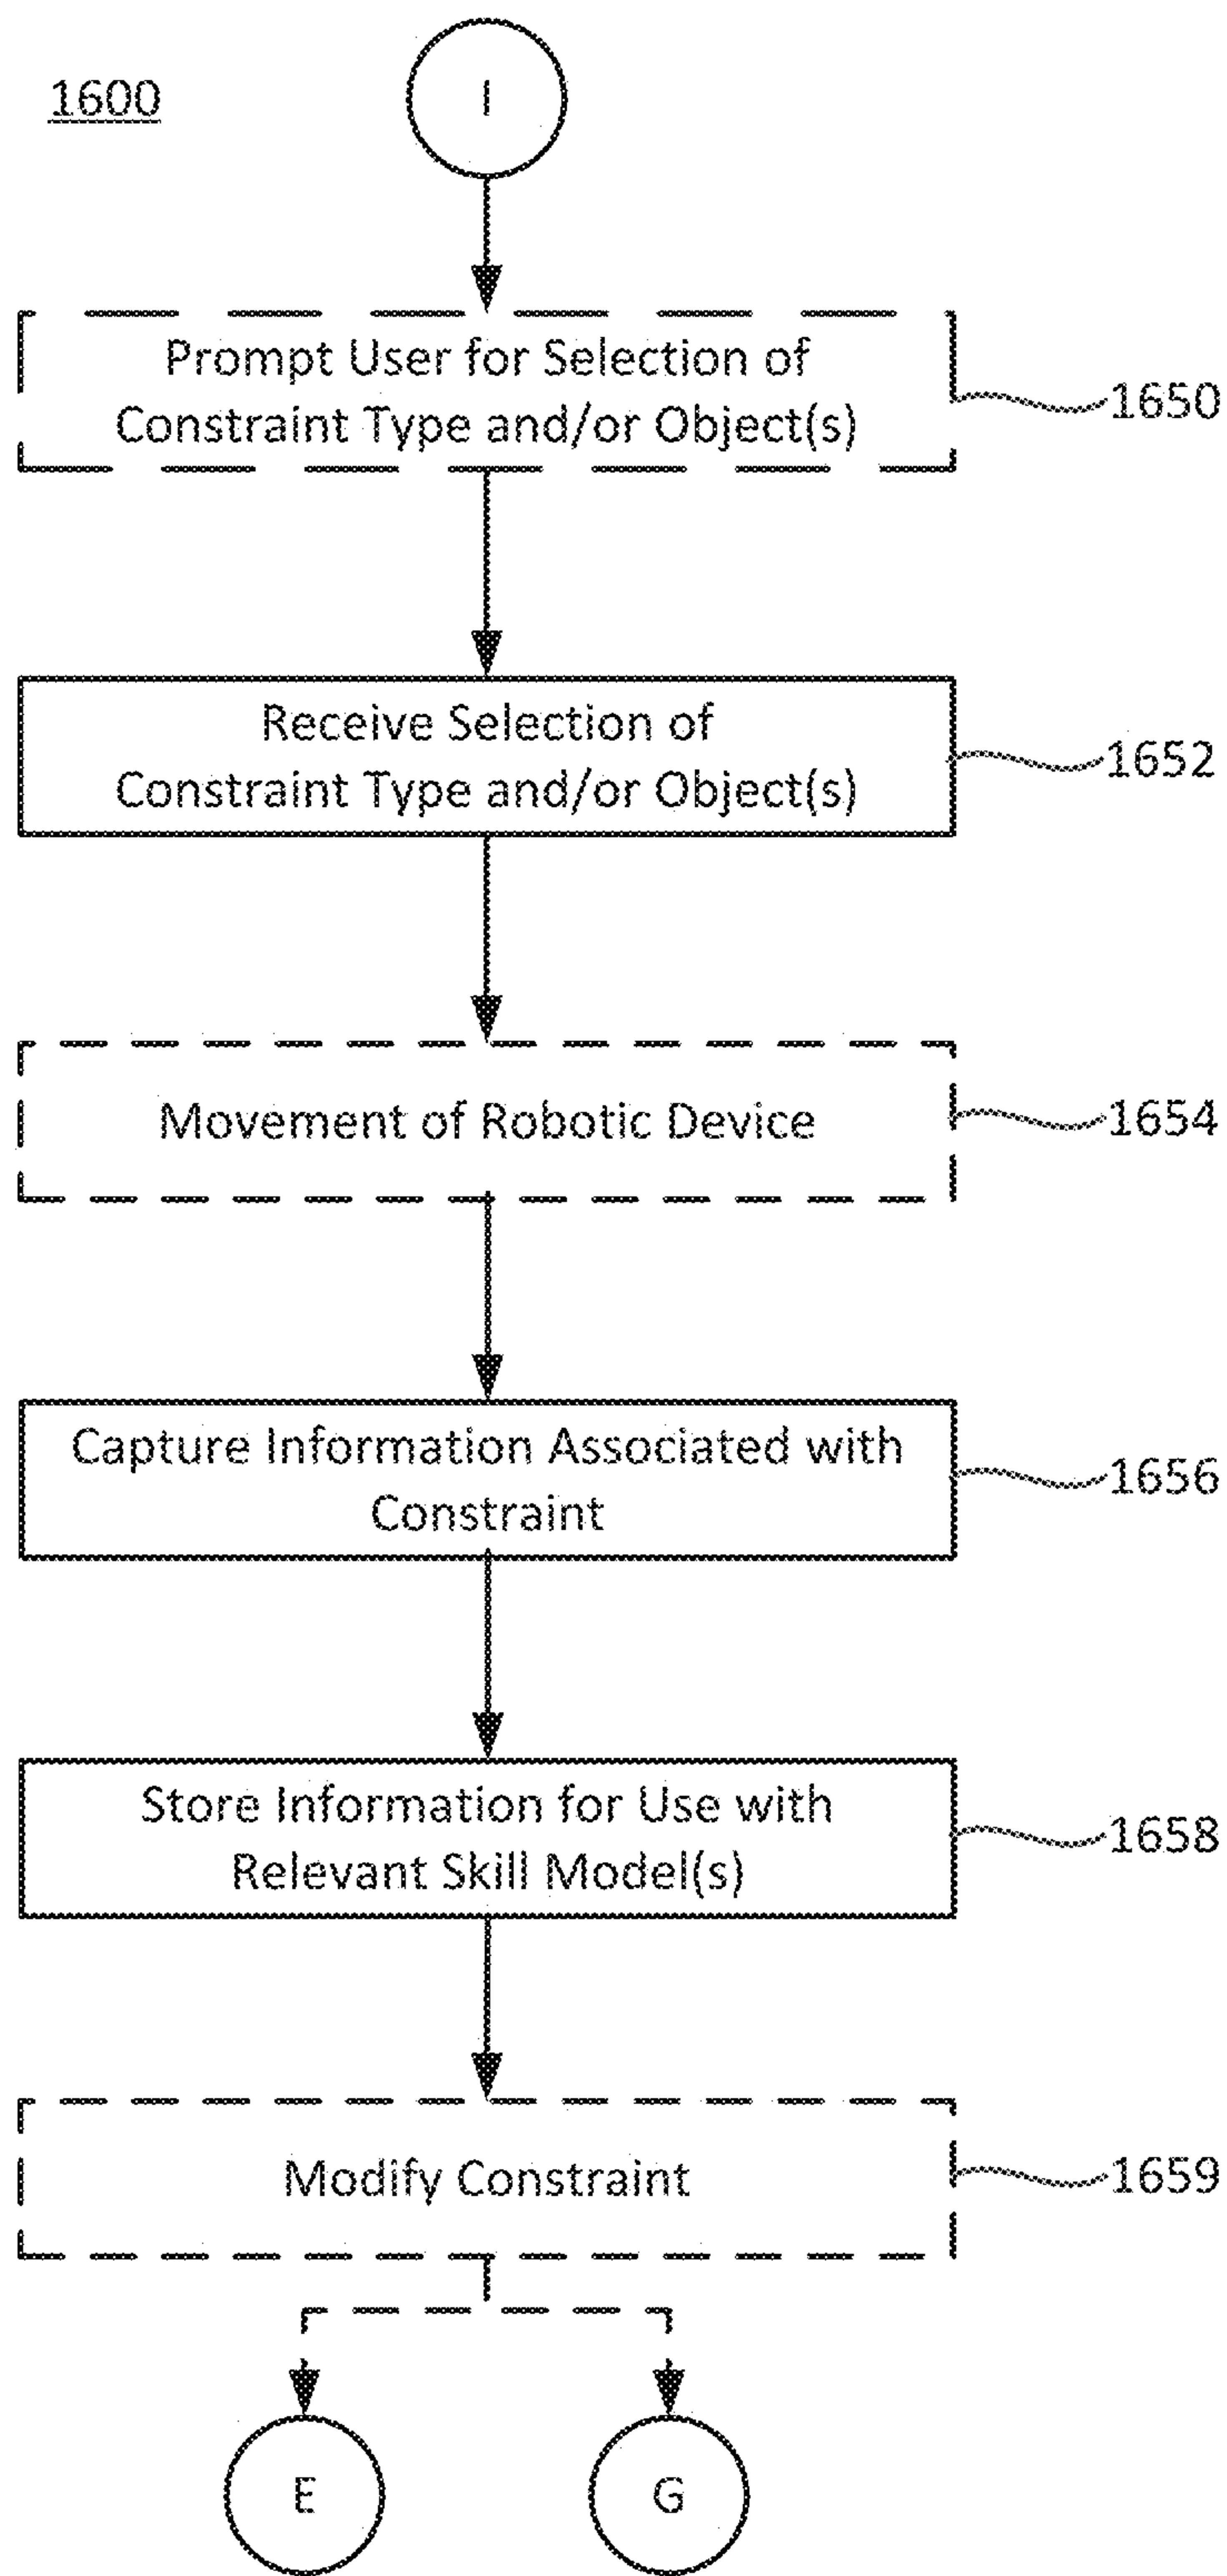 1600
I
Prompt User for Selection of
Constraint Type and/or Object(s)
1650
Receive Selection of
Constraint Type and/or Object(s)
1652
Movement of Robotic Device
1654
Capture Information Associated with
Constraint
1656
Store Information for Use with
Relevant Skill Model(s)
1658
Modify Constraint
1659
E
G